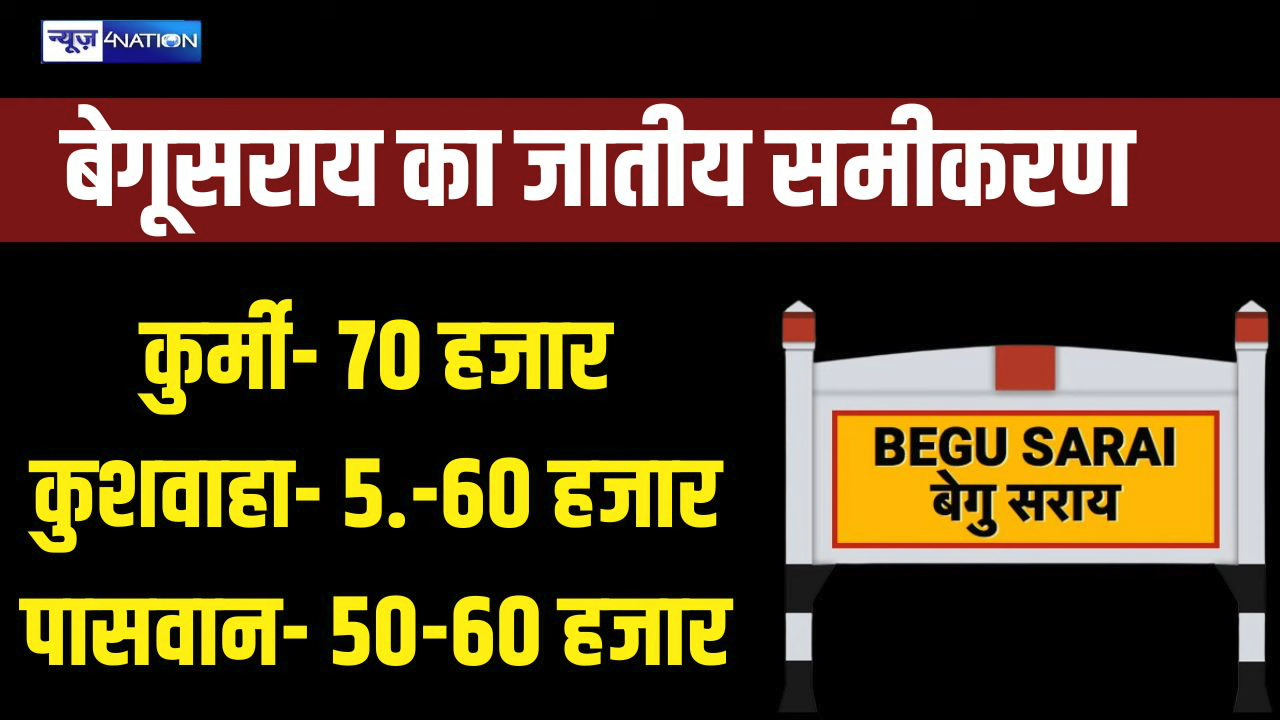 न्यूज़ 4NATION
बेगूसराय का जातीय समीकरण
कुर्मी- 70 हजार
कुशवाहा- 5.-60 हजार
पासवान- 50-60 हजार
BEGU SARAI
बेगु सराय